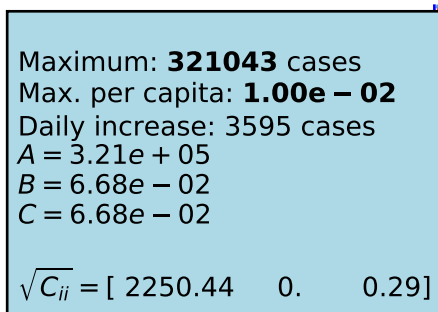 Maximum: 321043 cases
Max. per capita: 1.00e − 02
Daily increase: 3595 cases
A = 3.21e + 05
B = 6.68e − 02
C = 6.68e − 02
√Cᵢᵢ = [ 2250.44 0. 0.29]